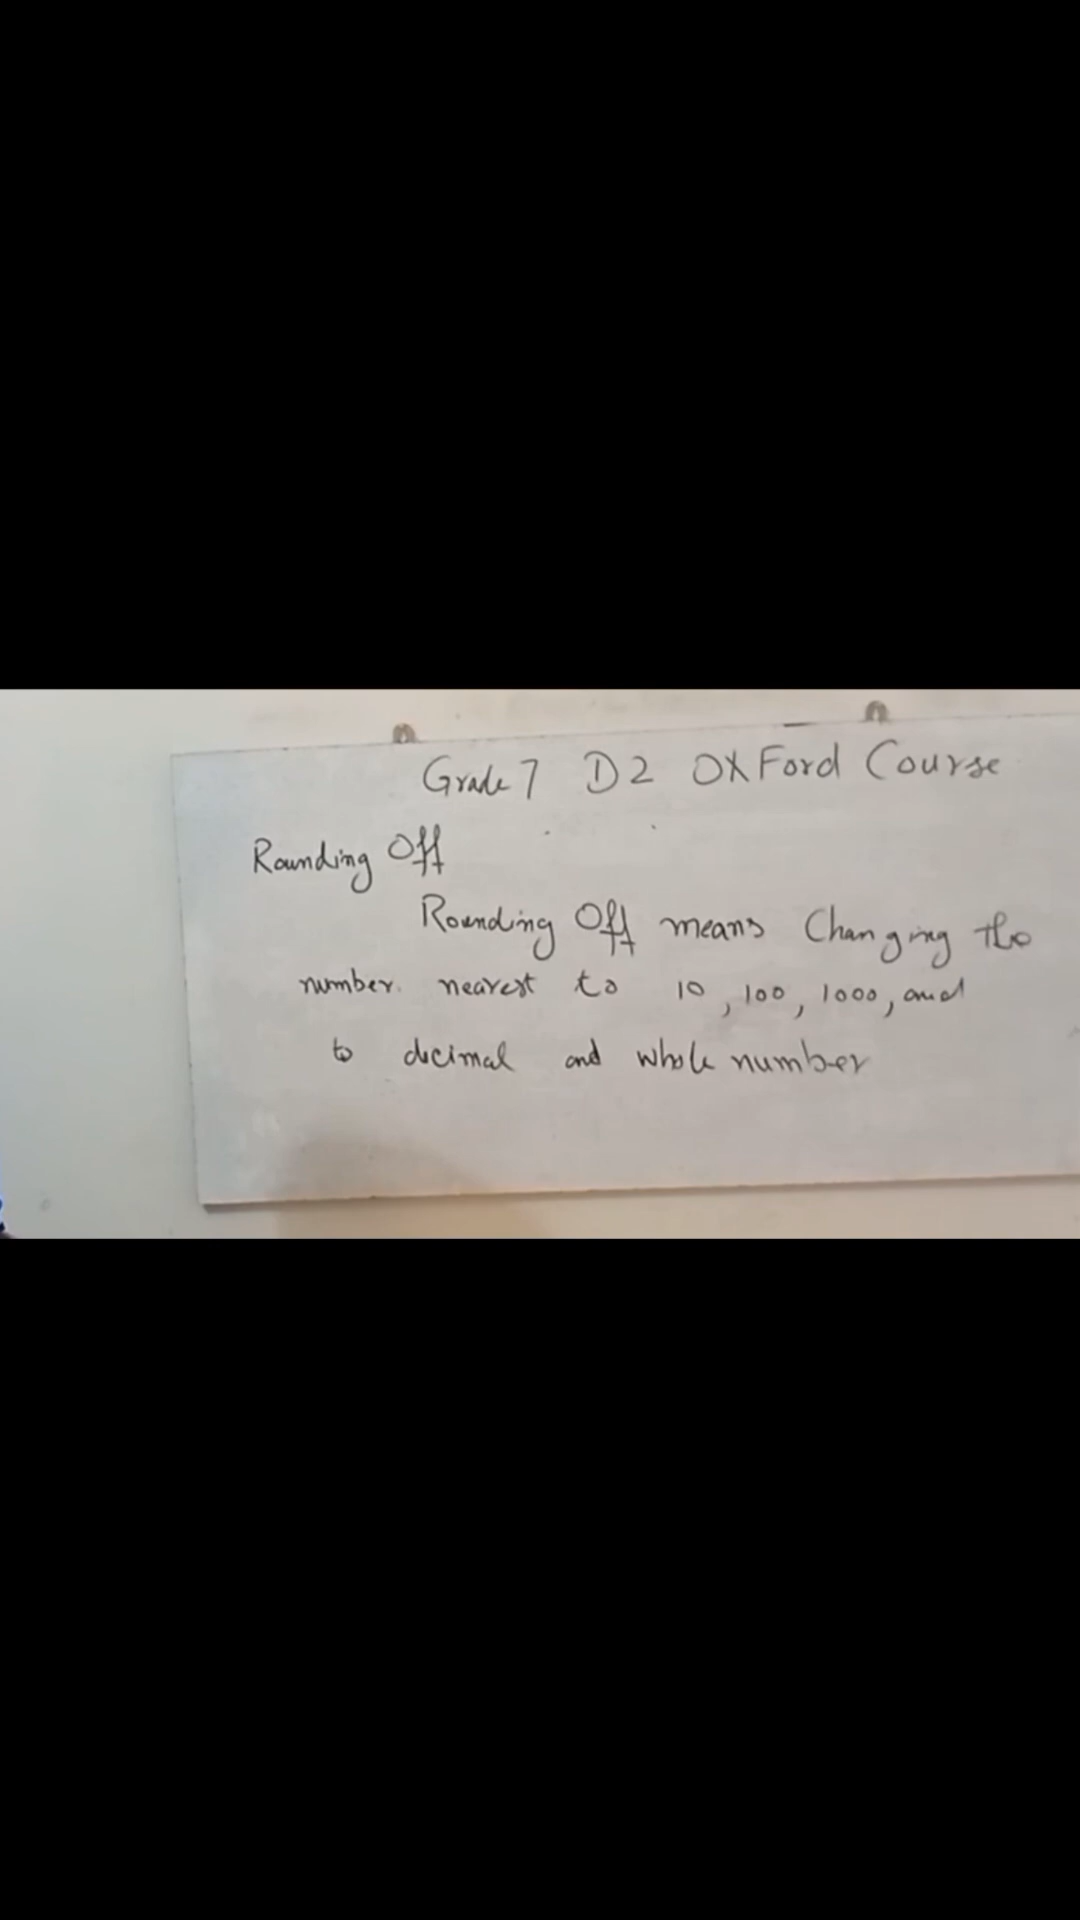 Grade 7 D2 OXFord Course
Rounding Off
Rounding Off means Changing the
number. nearest to 10, 100, 1000, and
to decimal and whole number